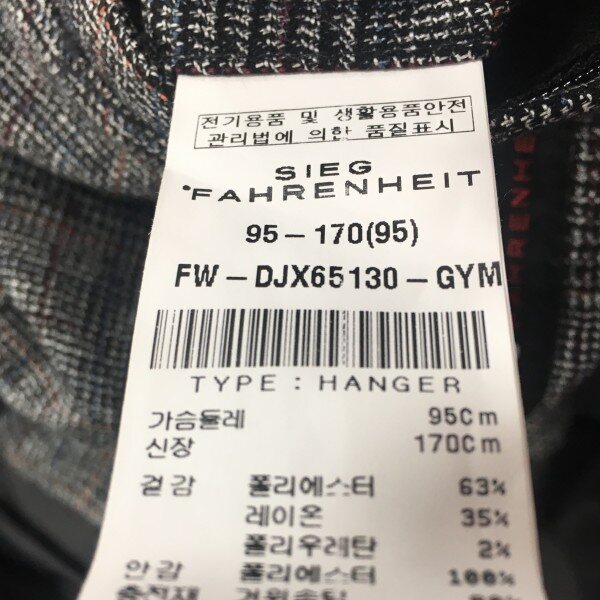 전기용품 및 생활용품안전
관리법에 의한 품질표시
SIEG
FAHRENHEIT
95-170(95)
FW-DJX65130-GYM
TYPE : HANGER
가슴둘레 95Cm
신장 170Cm
겉감 폴리에스터 63%
레이온 35%
폴리우레탄 2%
안감 폴리에스터 100%
충전재